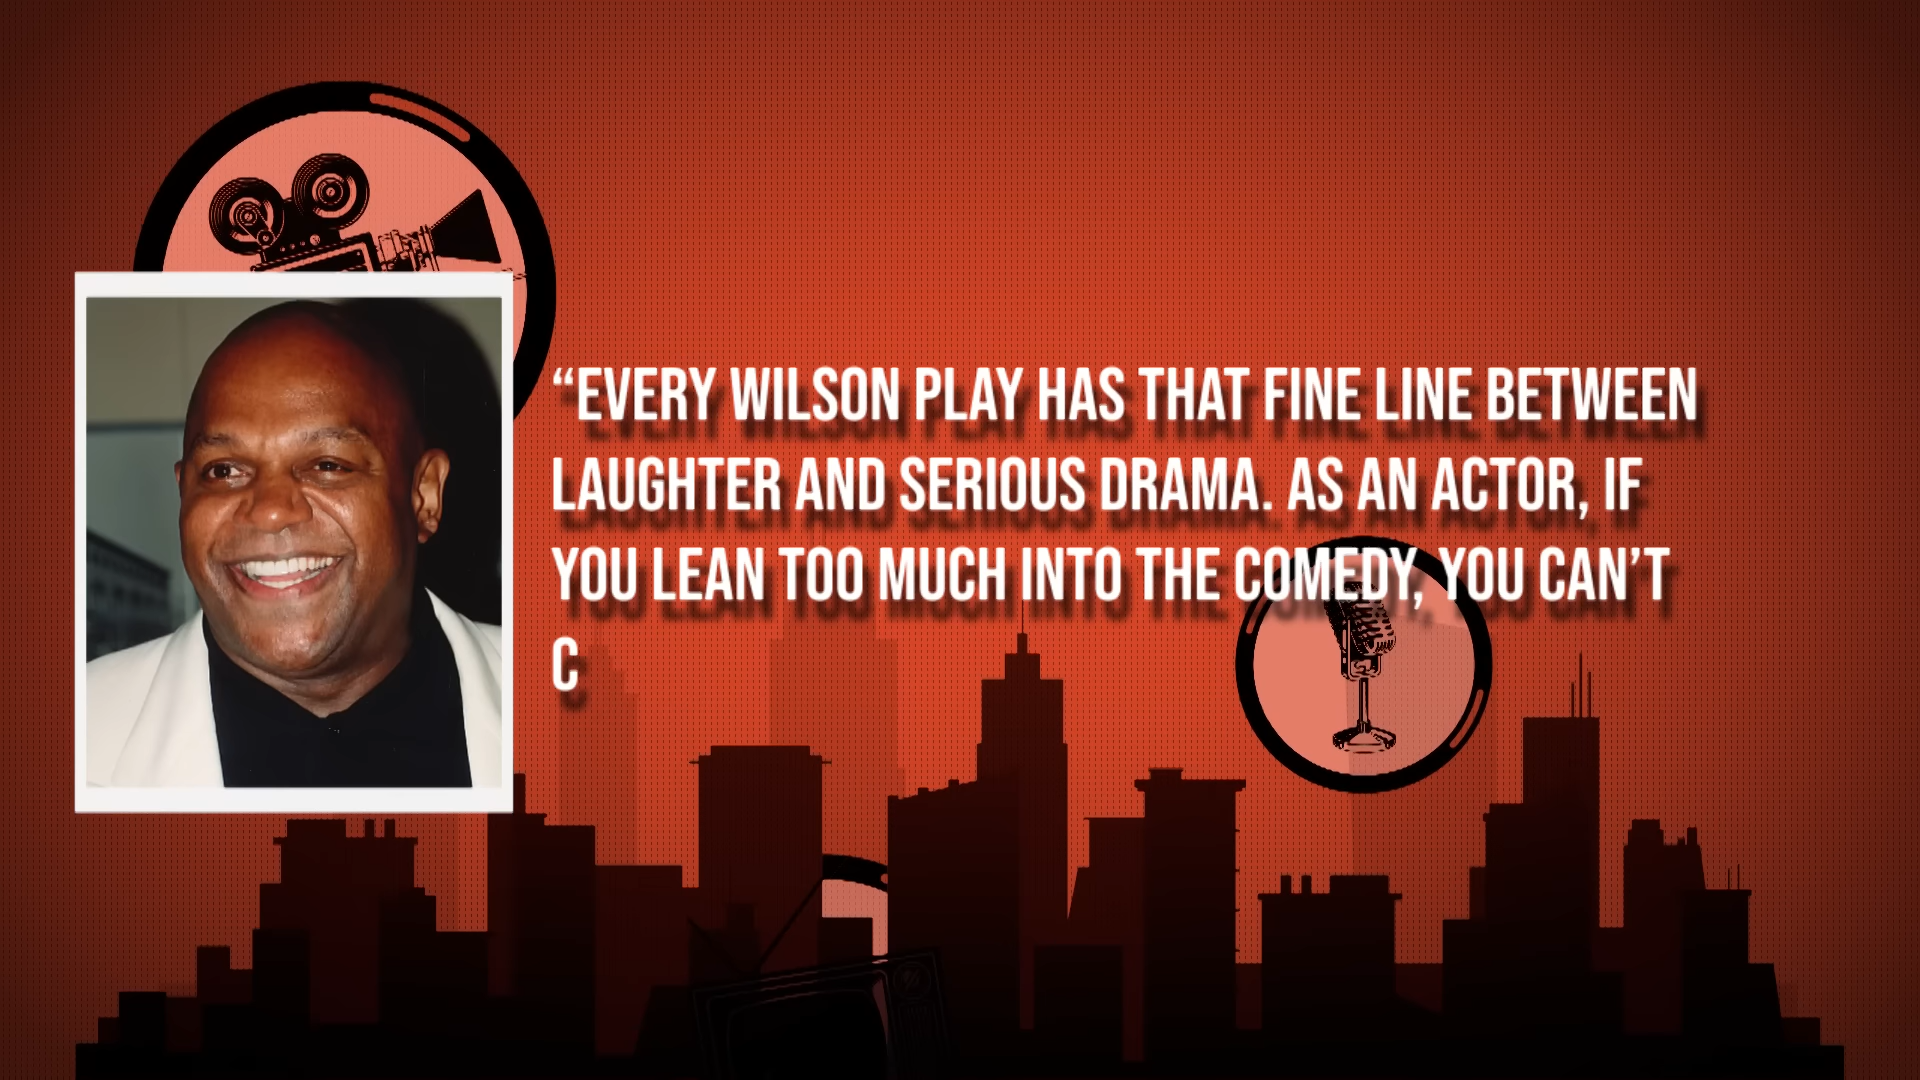 “EVERY WILSON PLAY HAS THAT FINE LINE BETWEEN
LAUGHTER AND SERIOUS DRAMA. AS AN ACTOR, IF
YOU LEAN TOO MUCH INTO THE COMEDY, YOU CAN’T
C